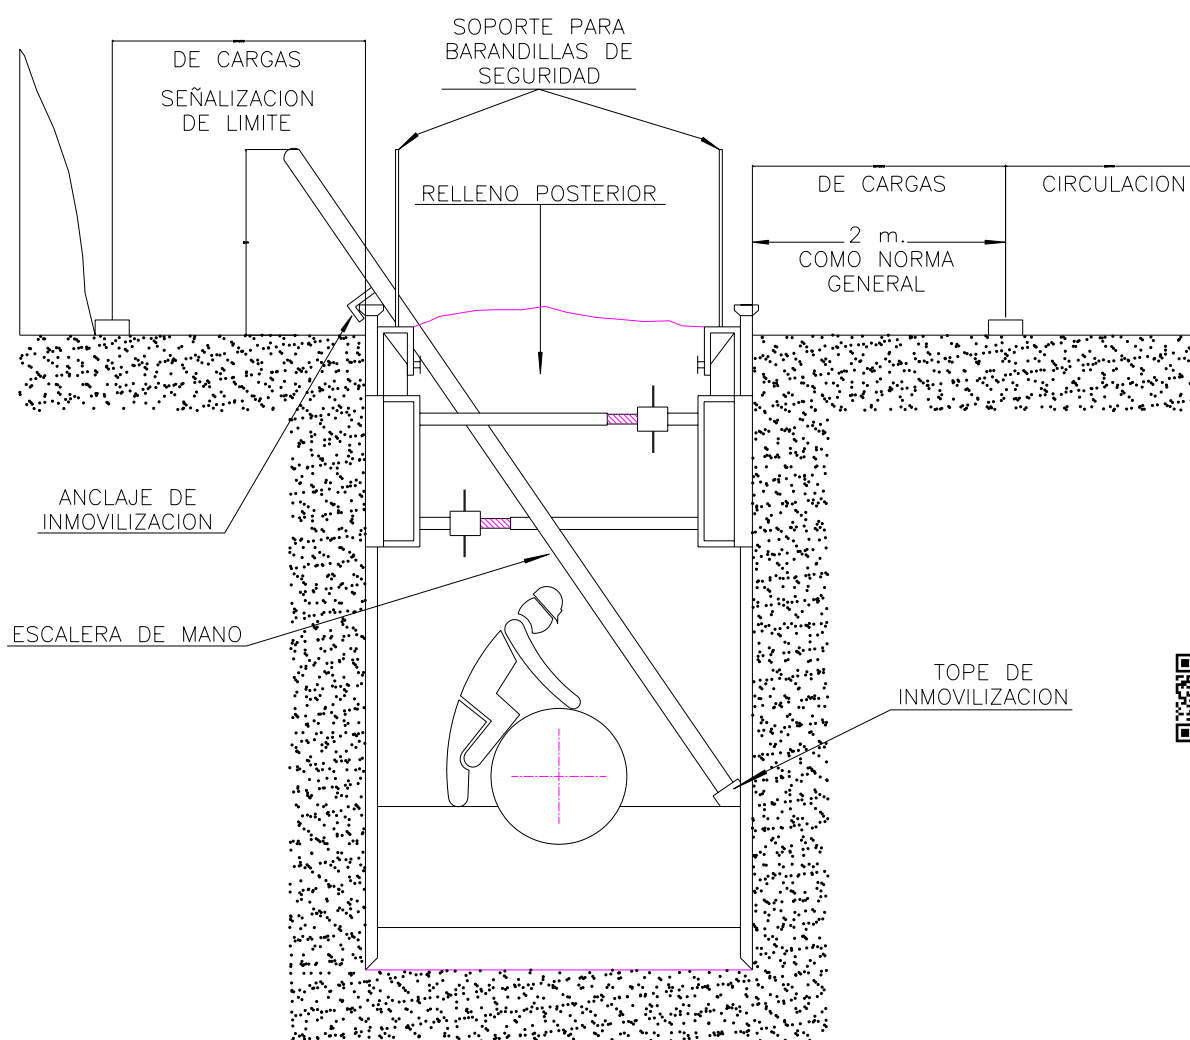 SOPORTE PARA
BARANDILLAS DE
SEGURIDAD
DE CARGAS
SEÑALIZACION
DE LIMITE
RELLENO POSTERIOR
DE CARGAS
CIRCULACION
2 m.
COMO NORMA
GENERAL
ANCLAJE DE
INMOVILIZACION
ESCALERA DE MANO
TOPE DE
INMOVILIZACION